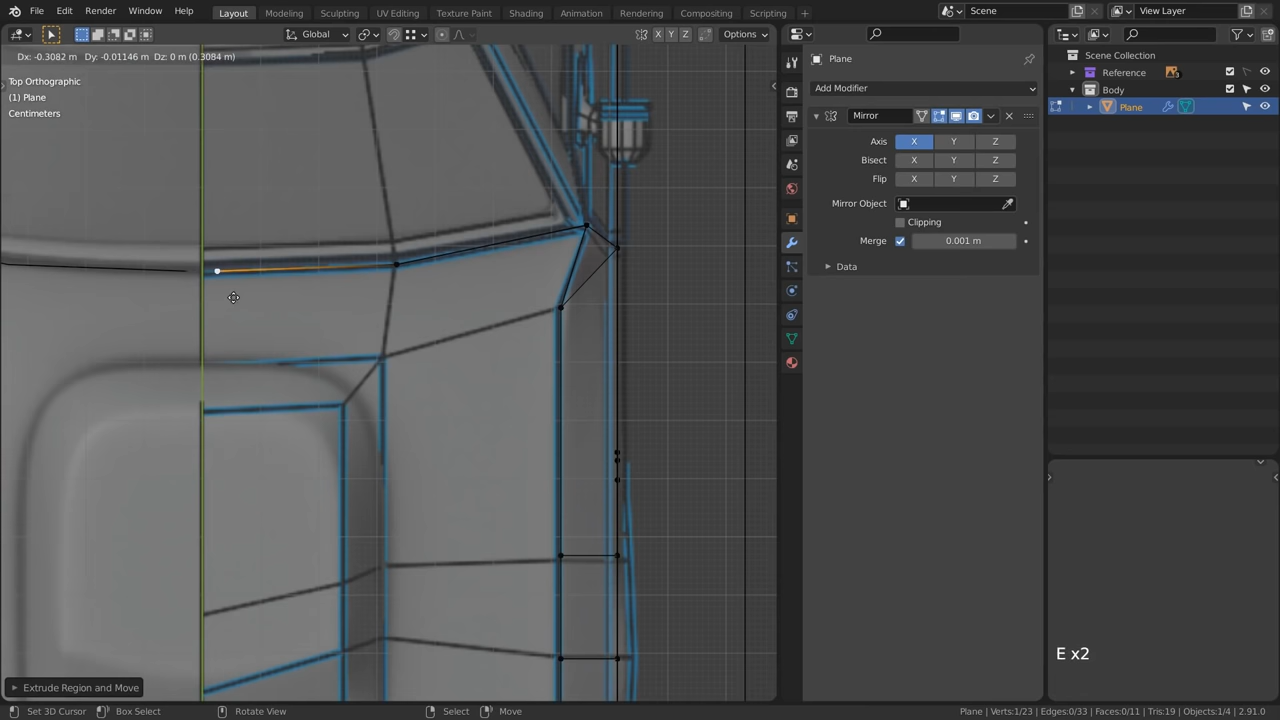 File Edit Render Window Help Layout Modeling Sculpting UV Editing Texture Paint Shading Animation Rendering Compositing Scripting + Scene View Layer
Global X Y Z Options
Dx: -0.3082 m Dy: -0.01146 m Dz: 0 m (0.3084 m)
Top Orthographic
(1) Plane
Centimeters
Extrude Region and Move
Plane
Add Modifier
Mirror
Axis X Y Z
Bisect X Y Z
Flip X Y Z
Mirror Object
Clipping
Merge 0.001 m
Data
Scene Collection
Reference 3
Body
Plane
E x2
Set 3D Cursor Box Select Rotate View Select Move Plane | Verts:1/23 | Edges:0/33 | Faces:0/11 | Tris:19 | Objects:1/4 | 2.91.0